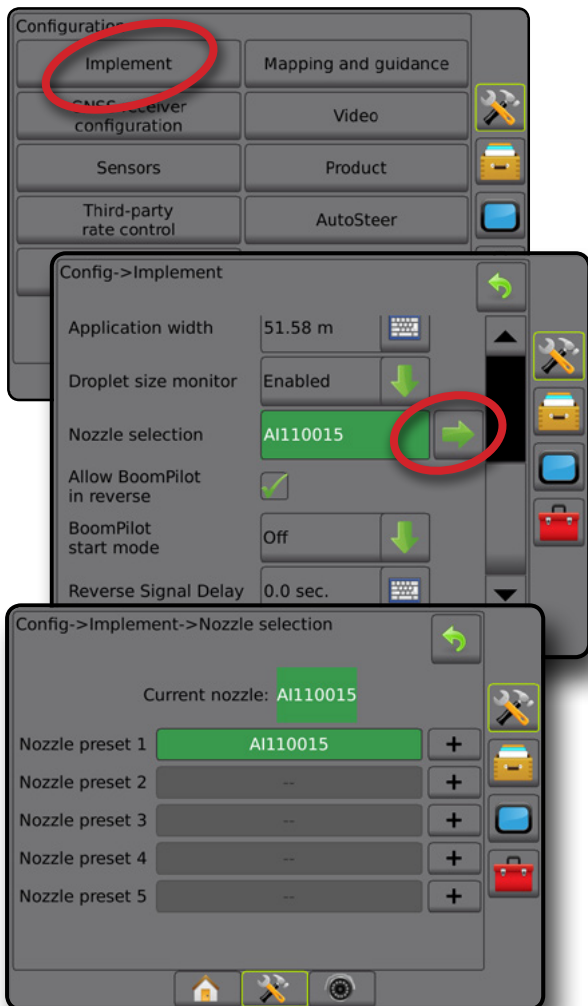 Configuration
Implement
Mapping and guidance
GNSS receiver
configuration
Video
Sensors
Product
Third-party
rate control
AutoSteer
Config->Implement
Application width
51.58 m
Droplet size monitor
Enabled
Nozzle selection
AI110015
Allow BoomPilot
in reverse
BoomPilot
start mode
Off
Reverse Signal Delay
0.0 sec.
Config->Implement->Nozzle selection
Current nozzle: AI110015
Nozzle preset 1
AI110015
+
Nozzle preset 2
--
+
Nozzle preset 3
--
+
Nozzle preset 4
--
+
Nozzle preset 5
--
+